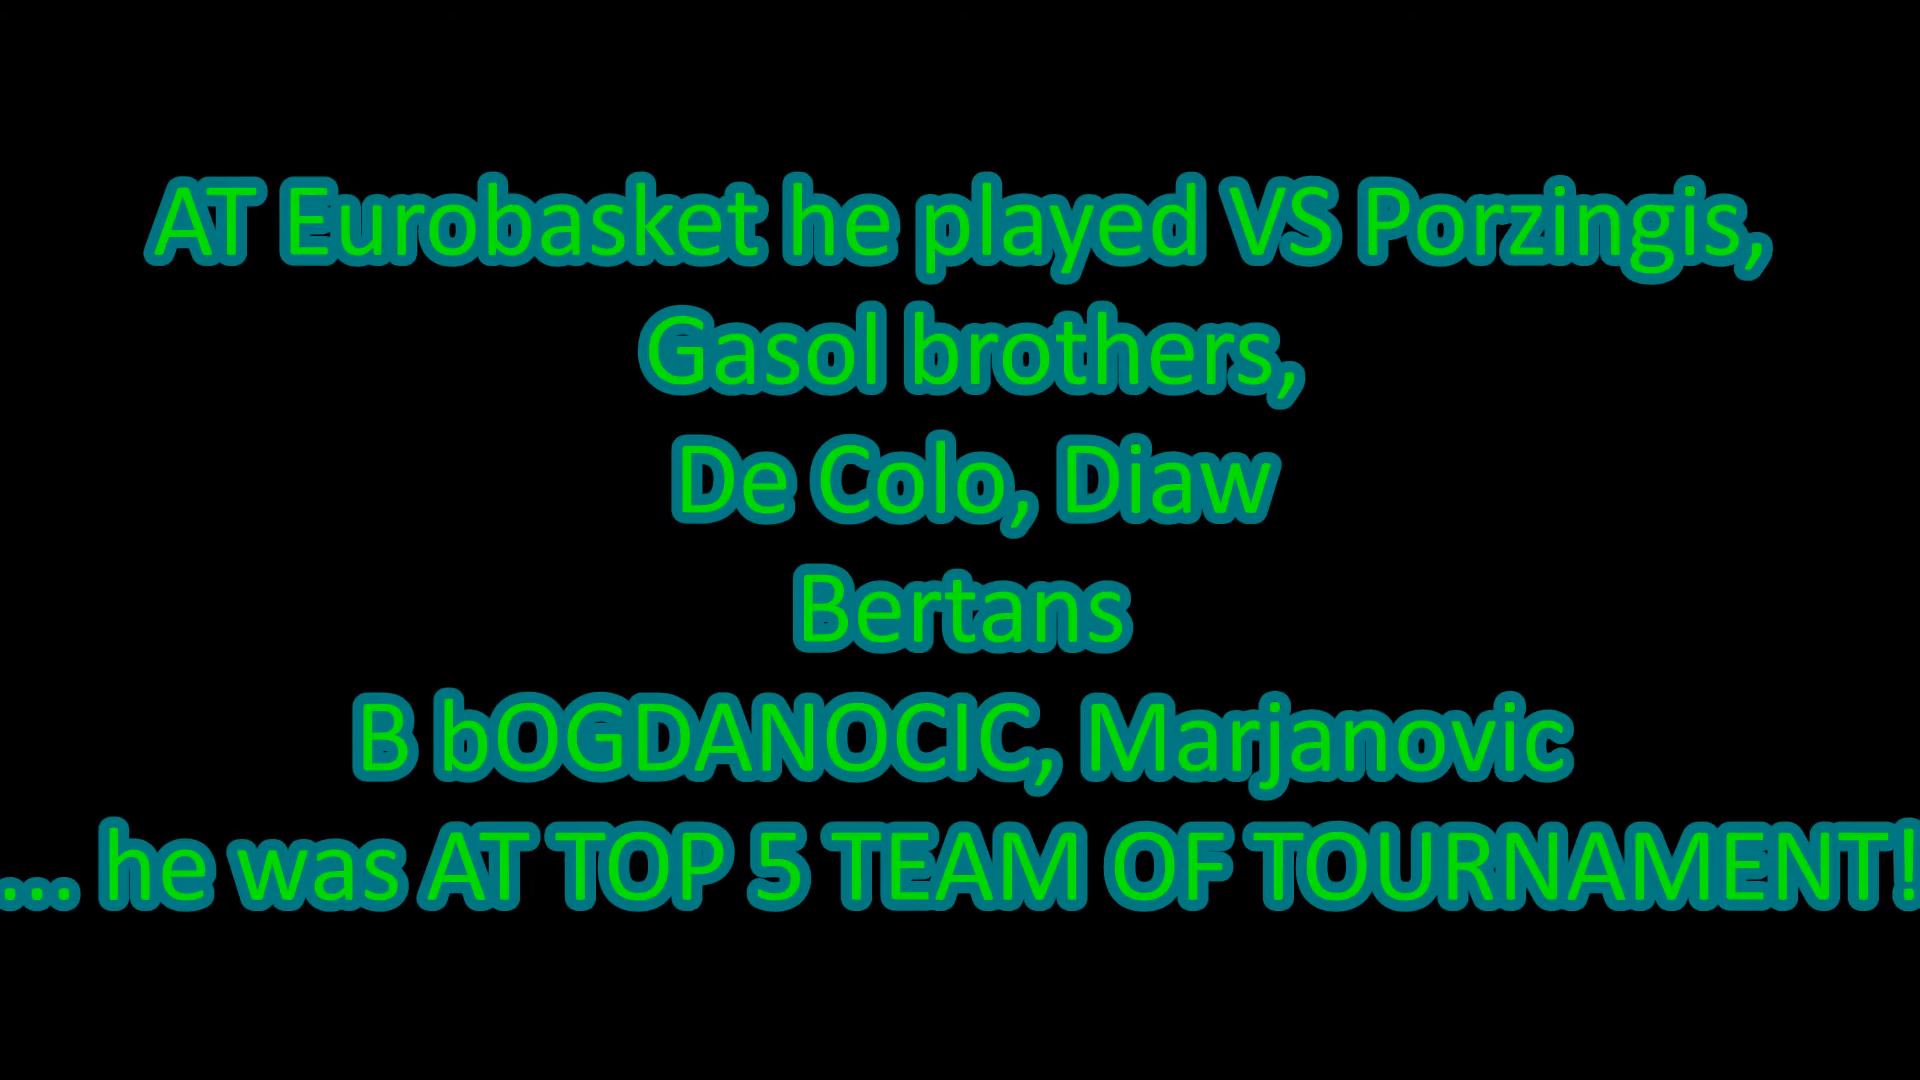 AT Eurobasket he played VS Porzingis,
Gasol brothers,
De Colo, Diaw
Bertans
B bOGDANOCIC, Marjanovic
... he was AT TOP 5 TEAM OF TOURNAMENT!